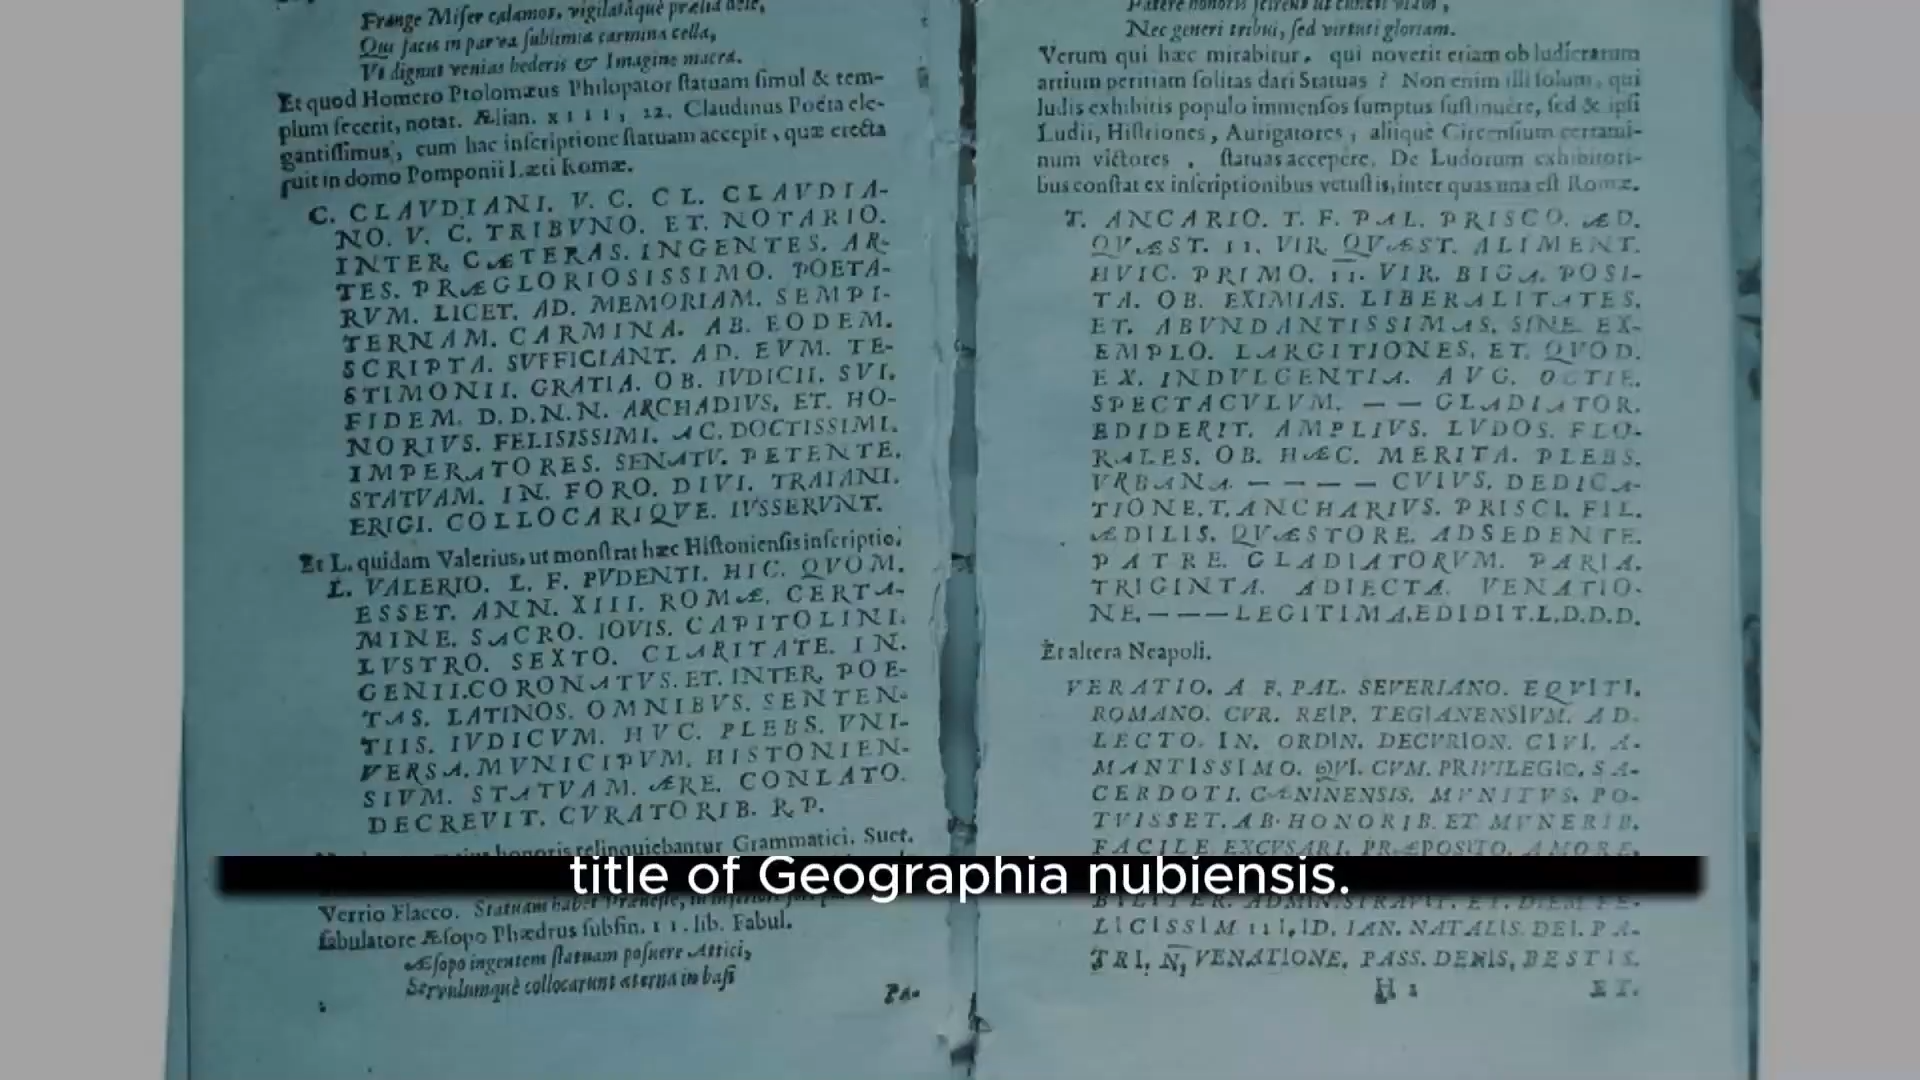 Frange Miser calamos, vigilataque prælia dele,
Qui facis in parva sublimia carmina cella,
Vt dignus venias hederis & Imagine macra.
Et quod Homero Ptolomæus Philopator statuam simul & tem-
plum fecerit, notat. Ælian. XIII, 22. Claudinus Poëta ele-
gantissimus, cum hac inscriptione statuam accepit, quæ erecta
fuit in domo Pomponii Læti Romæ.
C. CLAVDIANI. V. C. CL. CLAVDIA-
NO. V. C. TRIBVNO. ET. NOTARIO.
INTER. CÆTERAS. INGENTES. AR-
TES. PRÆGLORIOSISSIMO. POETA-
RVM. LICET. AD. MEMORIAM. SEMPI-
TERNAM. CARMINA. AB. EODEM.
SCRIPTA. SVFFICIANT. AD. EVM. TE-
STIMONII. GRATIA. OB. IVDICII. SVI.
FIDEM. D.D.N.N. ARCHADIVS. ET. HO-
NORIVS. FELISISSIMI. AC. DOCTISSIMI.
IMPERATORES. SENATV. PETENTE.
STATVAM. IN. FORO. DIVI. TRAIANI.
ERIGI. COLLOCARIQVE. IVSSERVNT.
Et L. quidam Valerius, ut monstrat hæc Histoniensis inscriptio.
L. VALERIO. L. F. PVDENTI. HIC. QVOM.
ESSET. ANN. XIII. ROMÆ. CERTA-
MINE. SACRO. IOVIS. CAPITOLINI.
LVSTRO. SEXTO. CLARITATE. IN-
GENII. CORONATVS. ET. INTER. POE-
TAS. LATINOS. OMNIBVS. SENTEN-
TIIS. IVDICVM. HVC. PLEBS. VNI-
VERSA. MVNICIPVM. HISTONIEN-
SIVM. STATVAM. ÆRE. CONLATO.
DECREVIT. CVRATORIB. R.P.
honoris relinquiebantur Grammatici. Suet.
Verrio Flacco. Statuam habet Præneste, in
fabulatore Æsopo Phædrus subfin. 11. lib. Fabul.
Æsopo ingentem statuam posuere Attici,
Servulumquè collocarunt æterna in basi
Pa-
Nec generi tribui, sed virtuti gloriam.
Verum qui hæc mirabitur, qui noverit etiam ob ludicrarum
artium peritiam solitas dari Statuas ? Non enim illi solum, qui
ludis exhibitis populo immensos sumptus sustinuere, sed & ipsi
Ludii, Histriones, Aurigatores, aliiquè Circensium certami-
num victores, statuas accepere. De Ludorum exhibitori-
bus constat ex inscriptionibus vetustis, inter quas una est Romæ.
T. ANCARIO. T. F. PAL. PRISCO. ÆD.
QVÆST. II. VIR. QVÆST. ALIMENT.
HVIC. PRIMO. II. VIR. BIGA. POSI-
TA. OB. EXIMIAS. LIBERALITATES.
ET. ABVNDANTISSIMAS. SINE. EX-
EMPLO. LARGITIONES. ET. QVOD.
EX. INDVLGENTIA. AVG. OCTIE.
SPECTACVLVM. — — GLADIATOR.
EDIDERIT. AMPLIVS. LVDOS. FLO-
RALES. OB. HÆC. MERITA. PLEBS.
VRBANA — — — — CVIVS. DEDICA-
TIONE. T. ANCHARIVS. PRISCI. FIL.
ÆDILIS. QVÆSTORE. ADSEDENTE.
PATRE. GLADIATORVM. PARIA.
TRIGINTA. ADIECTA. VENATIO-
NE. — — — LEGITIMA. EDIDIT. L.D.D.D.
Et altera Neapoli.
VERATIO. A F. PAL. SEVERIANO. EQVITI.
ROMANO. CVR. REIP. TEGIANENSIVM. AD-
LECTO. IN. ORDIN. DECVRION. CIVI. A-
MANTISSIMO. QVI. CVM. PRIVILEGIO. SA-
CERDOTI. CÆNINENSIS. MVNITVS. PO-
TVISSET. AB. HONORIB. ET MVNERIB.
FACILE EXCVSARI. PRÆPOSITO. AMORE.
BILITER. ADMINISTRAVIT. ET. DIEM FE-
LICISSIM III. ID. IAN. NATALIS. DEI. PA-
TRI. N. VENATIONE. PASS. DENIS, BESTIS.
ET.
title of Geographia nubiensis.